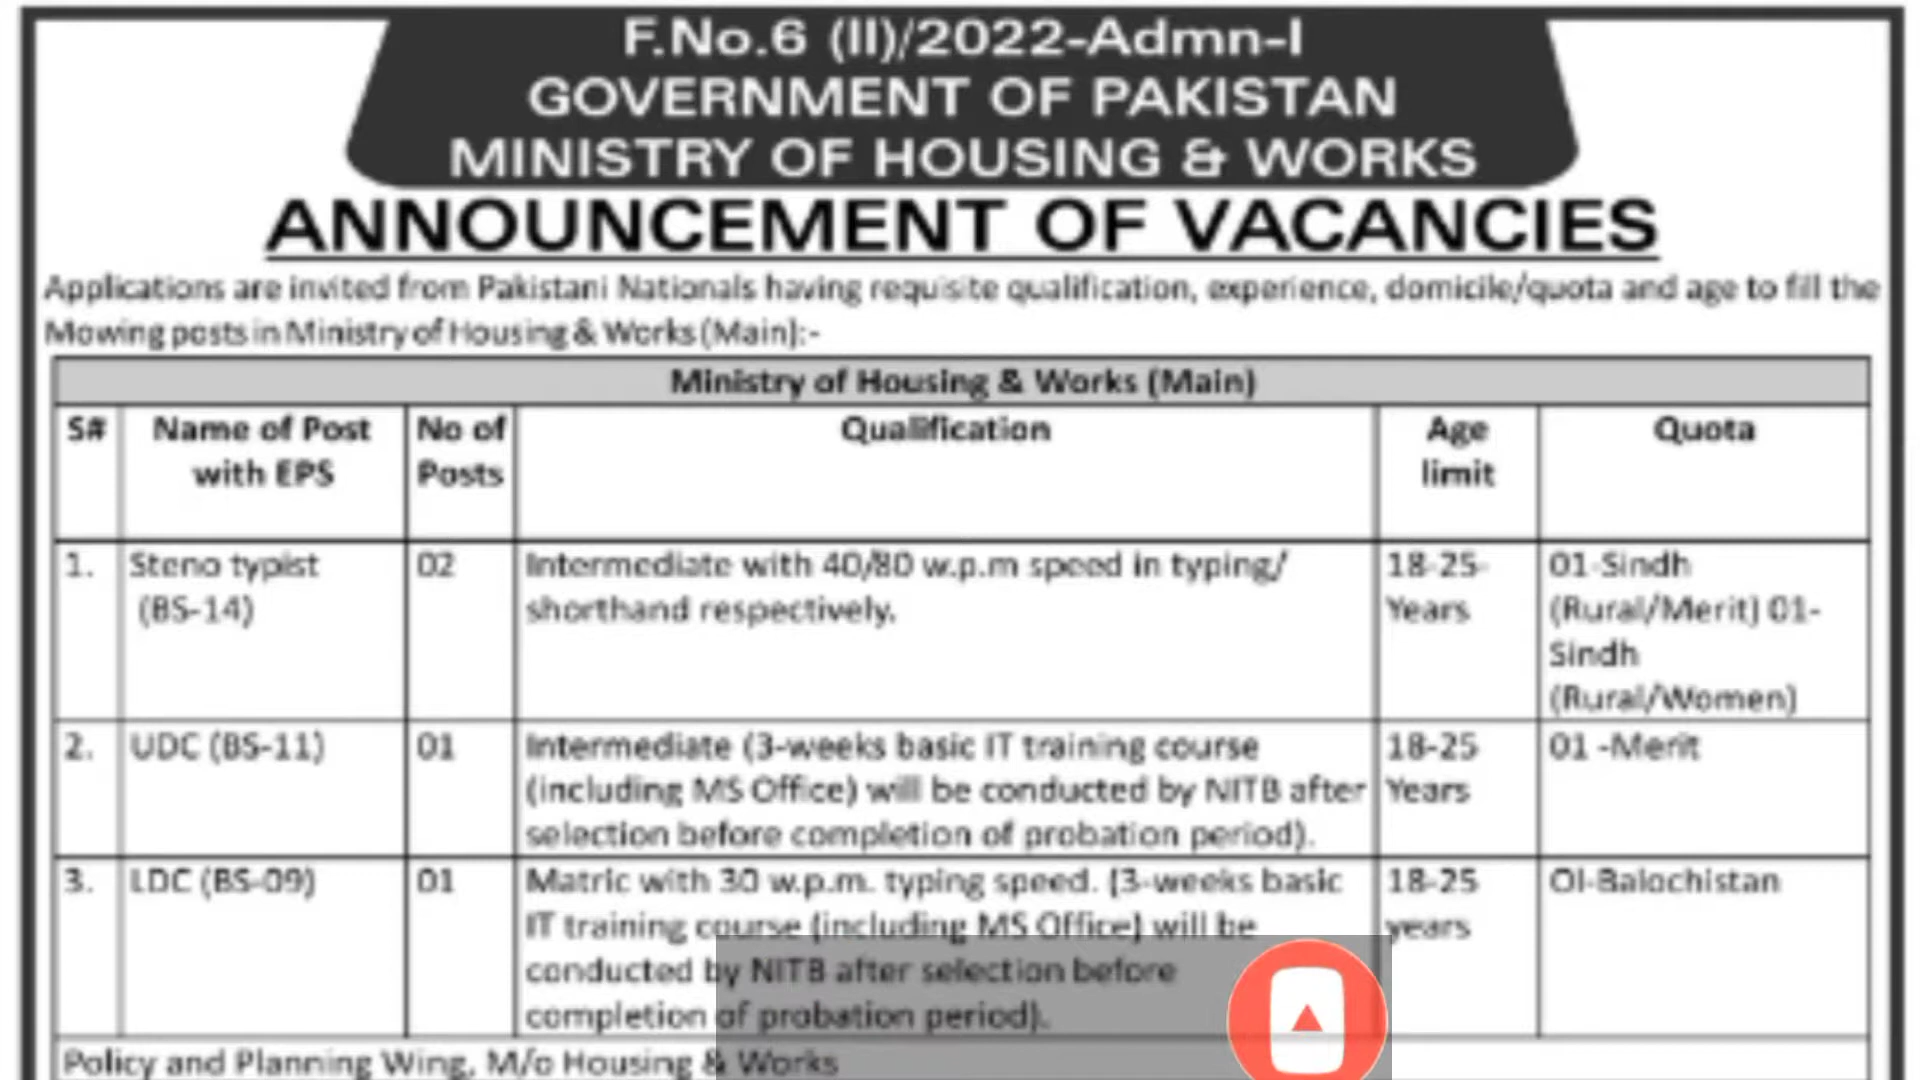 F.No.6 (II)/2022-Admn-I
GOVERNMENT OF PAKISTAN
MINISTRY OF HOUSING & WORKS
ANNOUNCEMENT OF VACANCIES
Applications are invited from Pakistani Nationals having requisite qualification, experience, domicile/quota and age to fill the
Mowing posts in Ministry of Housing & Works (Main):-
Ministry of Housing & Works (Main)
S# Name of Post No of Qualification Age Quota
with EPS Posts limit
1. Steno typist 02 Intermediate with 40/80 w.p.m speed in typing/ 18-25- 01-Sindh
(BS-14) shorthand respectively. Years (Rural/Merit) 01-
Sindh
(Rural/Women)
2. UDC (BS-11) 01 Intermediate (3-weeks basic IT training course 18-25 01 -Merit
(including MS Office) will be conducted by NITB after Years
selection before completion of probation period).
3. LDC (BS-09) 01 Matric with 30 w.p.m. typing speed. (3-weeks basic 18-25 OI-Balochistan
IT training course (including MS Office) will be years
conducted by NITB after selection before
completion of probation period).
Policy and Planning Wing, M/o Housing & Works